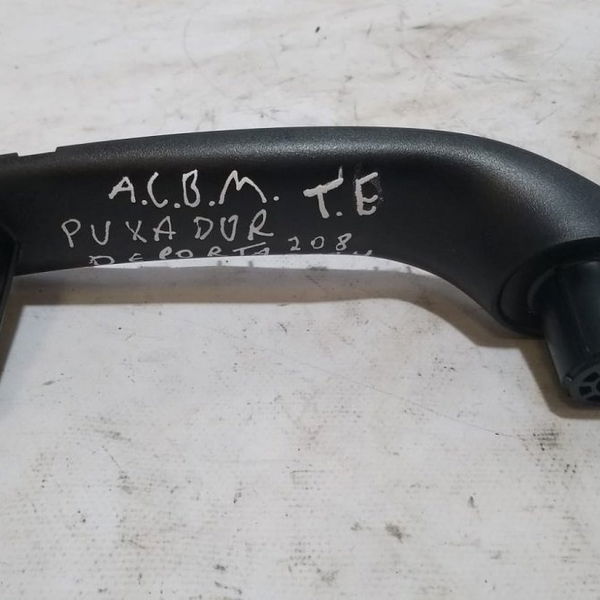 A.C.B.M. T.E
PUXADOR
DE PORTA 208